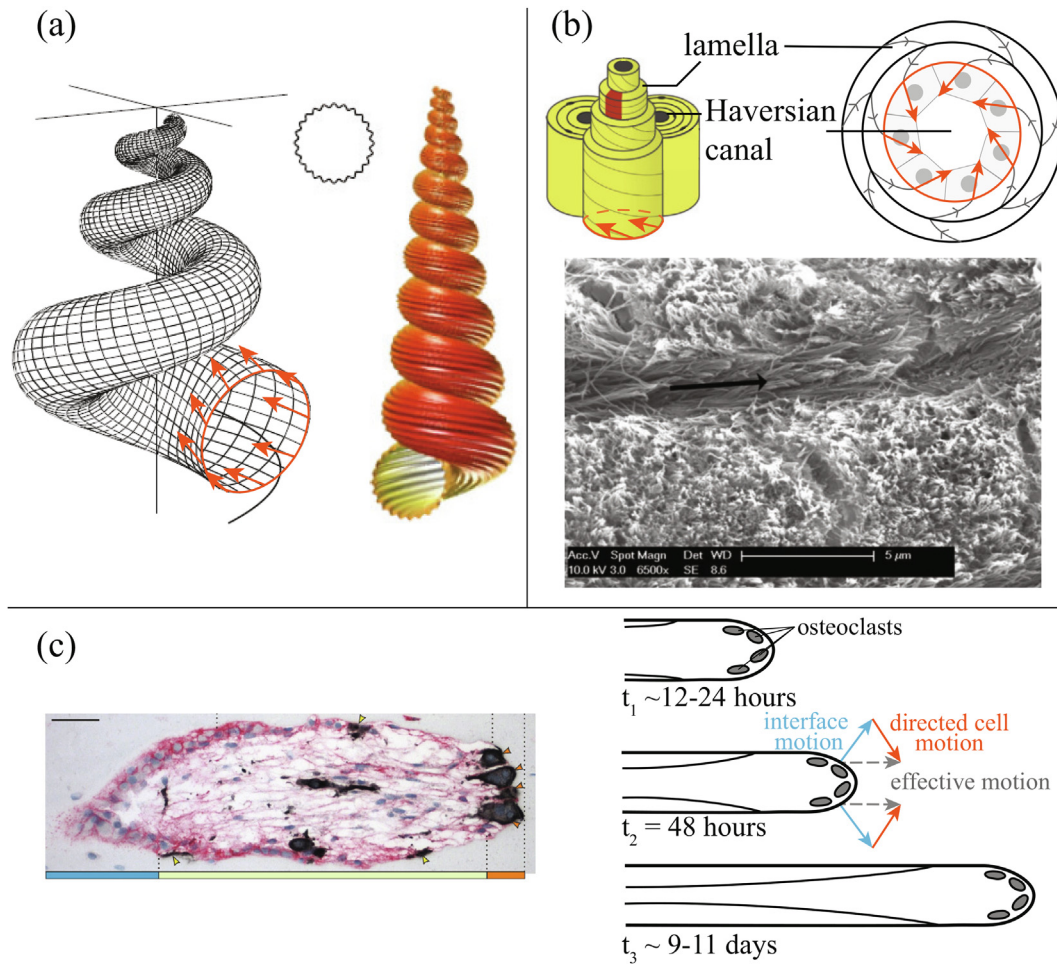 (a)
(b)
lamella
Haversian
canal
Acc.V Spot Magn Det WD 5 µm
10.0 kV 3.0 6500x SE 8.6
(c)
osteoclasts
t1 ~12-24 hours
interface
motion
directed cell
motion
effective motion
t2 = 48 hours
t3 ~ 9-11 days